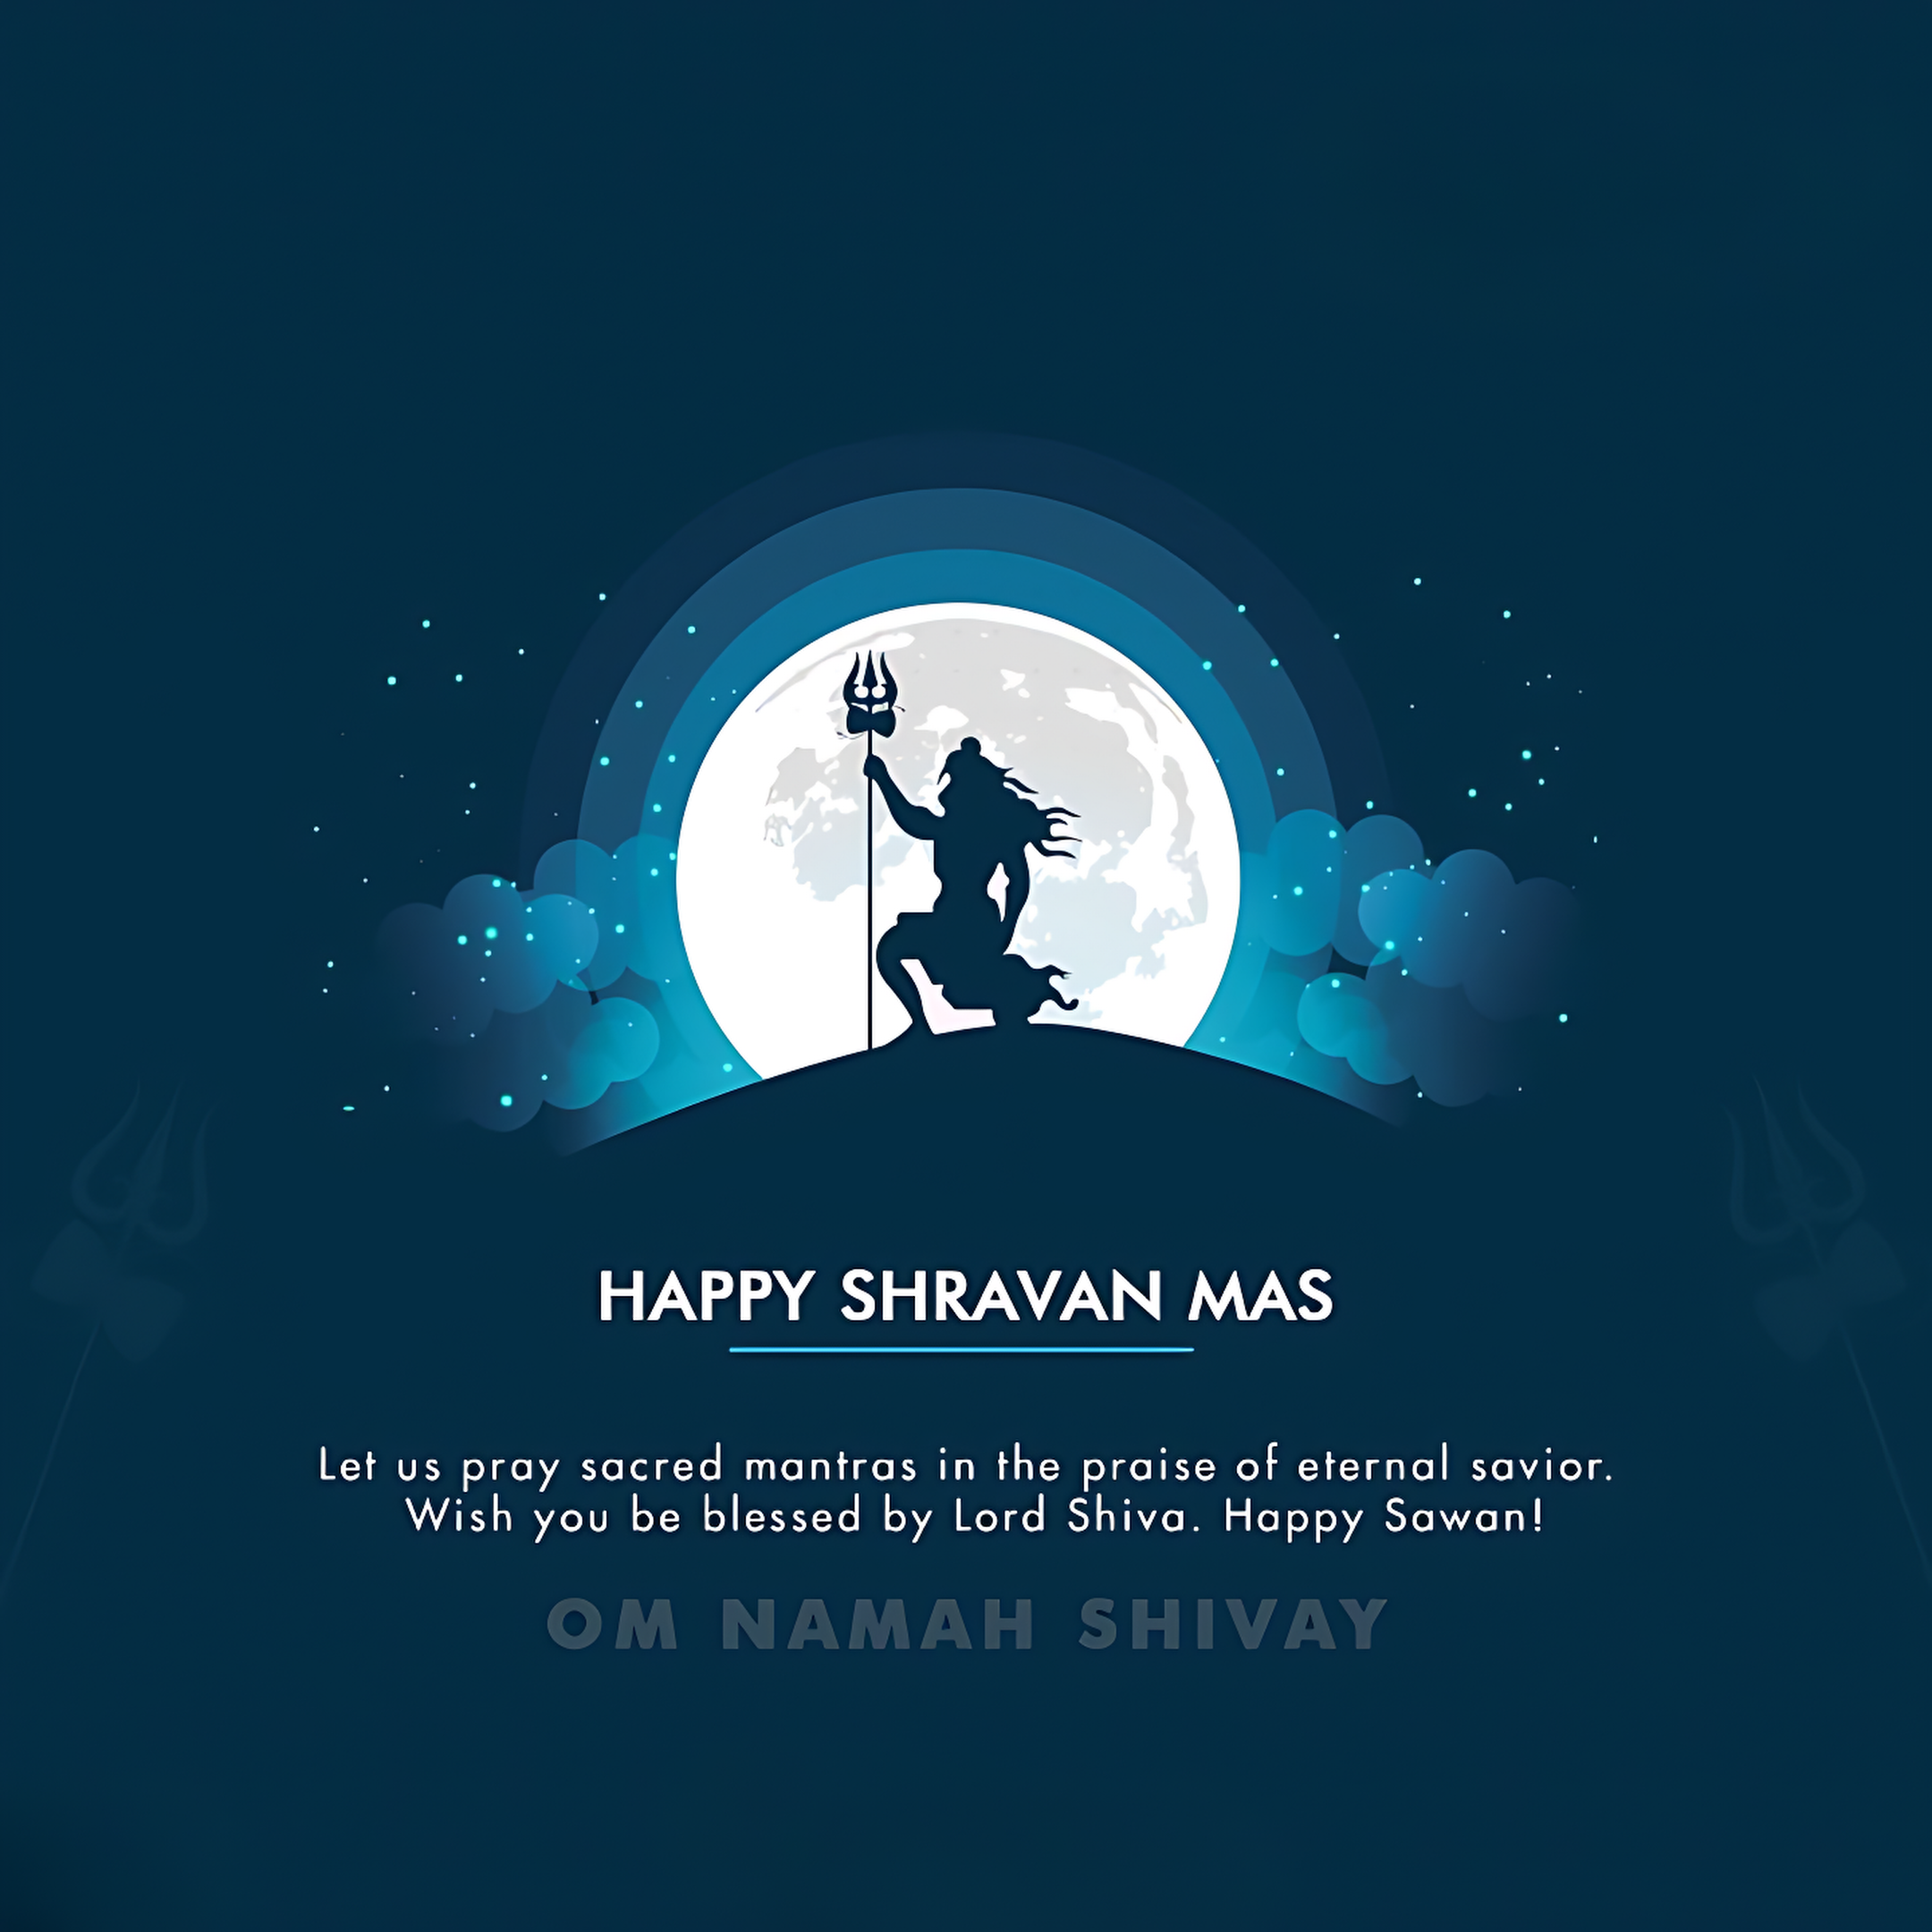 HAPPY SHRAVAN MAS
Let us pray sacred mantras in the praise of eternal savior.
Wish you be blessed by Lord Shiva. Happy Sawan!
OM NAMAH SHIVAY